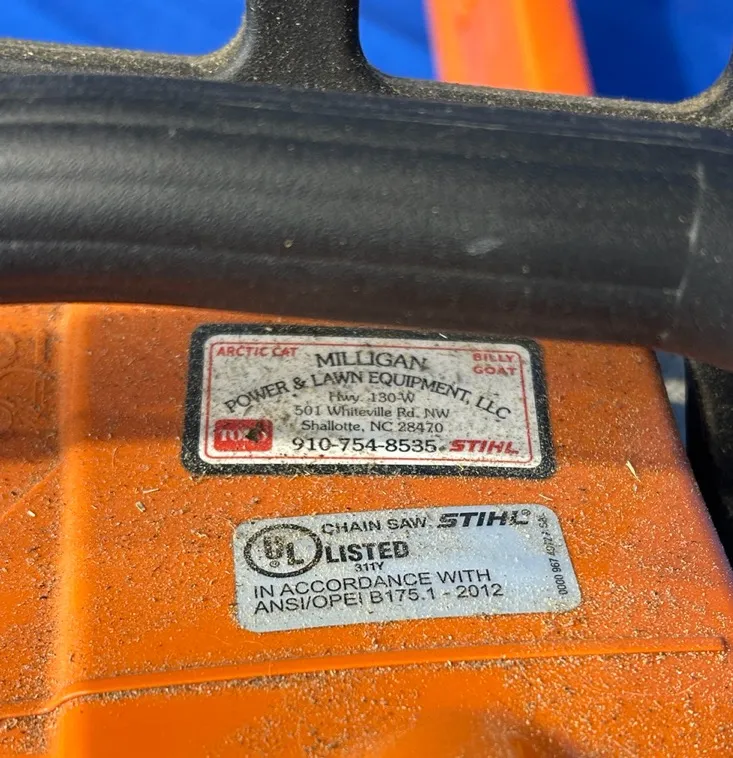 ARCTIC CAT
BILLY
GOAT
MILLIGAN
POWER & LAWN EQUIPMENT, LLC
Hwy. 130-W
501 Whiteville Rd. NW
Shallotte, NC 28470
910-754-8535
STIHL
CHAIN SAW STIHL®
UL®
LISTED
311Y
IN ACCORDANCE WITH
ANSI/OPEI B175.1 - 2012